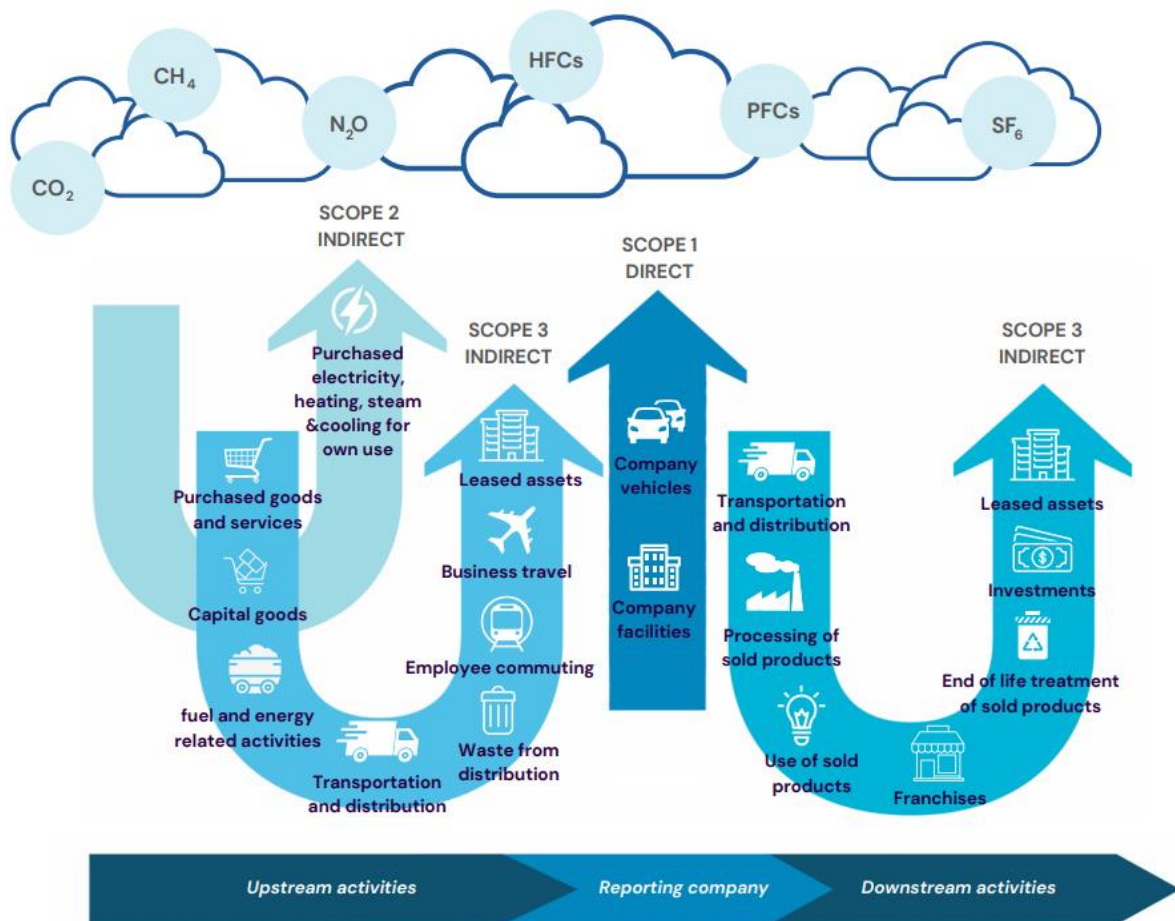 CO₂
CH₄
N₂O
HFCs
PFCs
SF₆
SCOPE 2
INDIRECT
Purchased
electricity,
heating, steam
&cooling for
own use
SCOPE 3
INDIRECT
Purchased goods
and services
Capital goods
fuel and energy
related activities
Transportation
and distribution
Waste from
distribution
Employee commuting
Business travel
Leased assets
SCOPE 1
DIRECT
Company
vehicles
Company
facilities
SCOPE 3
INDIRECT
Transportation
and distribution
Processing of
sold products
Use of sold
products
Franchises
End of life treatment
of sold products
Investments
Leased assets
Upstream activities
Reporting company
Downstream activities